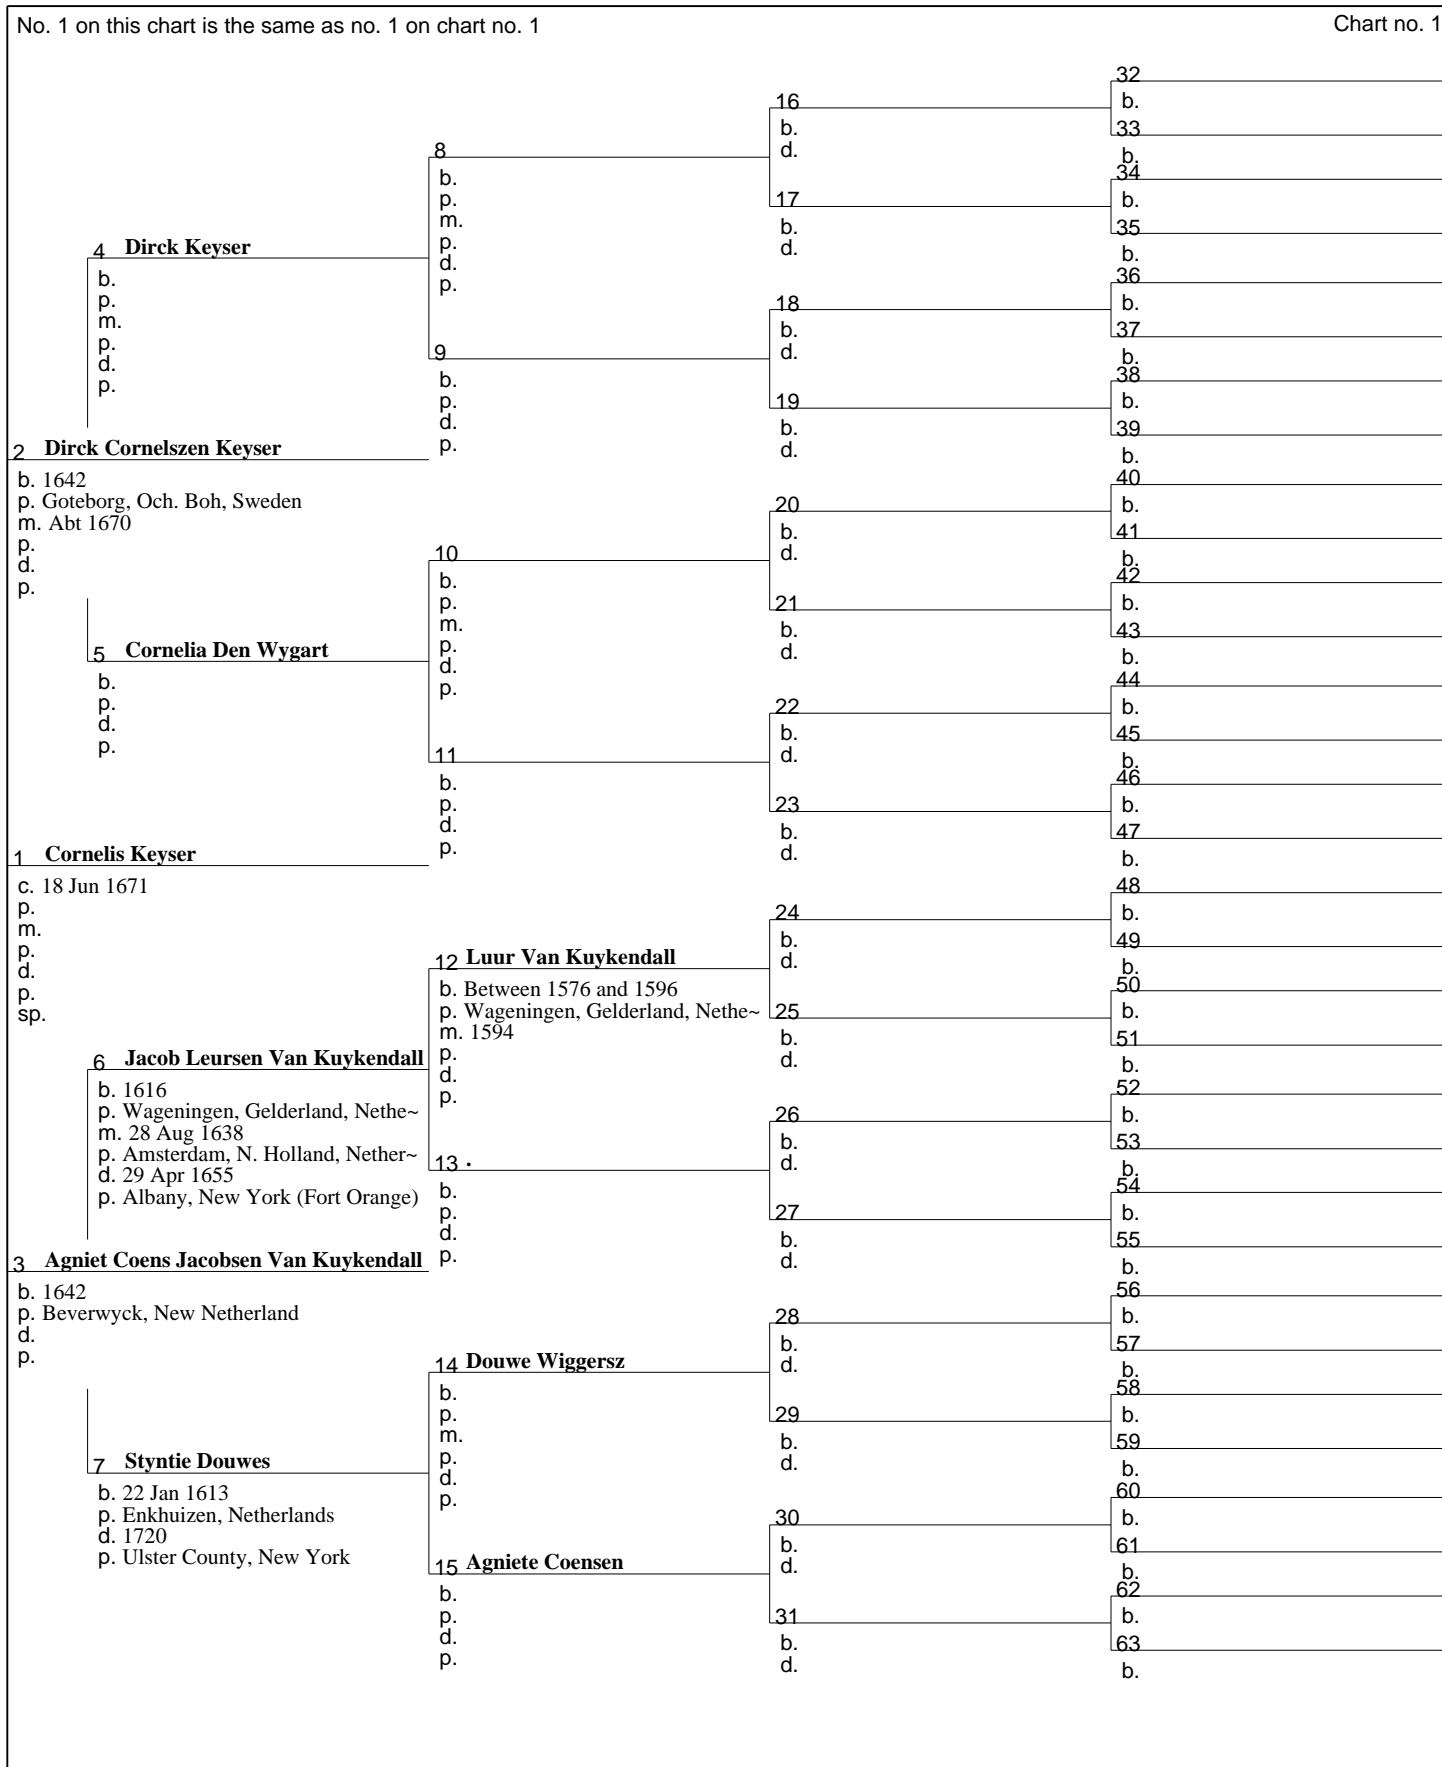 No. 1 on this chart is the same as no. 1 on chart no. 1
Chart no. 1
2 Dirck Cornelszen Keyser
b. 1642
p. Goteborg, Och. Boh, Sweden
m. Abt 1670
p.
d.
p.
1 Cornelis Keyser
c. 18 Jun 1671
p.
m.
p.
d.
p.
sp.
3 Agniet Coens Jacobsen Van Kuykendall
b. 1642
p. Beverwyck, New Netherland
d.
p.
4 Dirck Keyser
b.
p.
m.
p.
d.
p.
5 Cornelia Den Wygart
b.
p.
d.
p.
6 Jacob Leursen Van Kuykendall
b. 1616
p. Wageningen, Gelderland, Nethe~
m. 28 Aug 1638
p. Amsterdam, N. Holland, Nether~
d. 29 Apr 1655
p. Albany, New York (Fort Orange)
7 Styntie Douwes
b. 22 Jan 1613
p. Enkhuizen, Netherlands
d. 1720
p. Ulster County, New York
8
b.
p.
m.
p.
d.
p.
9
b.
p.
d.
p.
10
b.
p.
m.
p.
d.
p.
11
b.
p.
d.
p.
12 Luur Van Kuykendall
b. Between 1576 and 1596
p. Wageningen, Gelderland, Nethe~
m. 1594
p.
d.
p.
13 .
b.
p.
d.
p.
14 Douwe Wiggersz
b.
p.
m.
p.
d.
p.
15 Agniete Coensen
b.
p.
d.
p.
16
b.
d.
17
b.
d.
18
b.
d.
19
b.
d.
20
b.
d.
21
b.
d.
22
b.
d.
23
b.
d.
24
b.
d.
25
b.
d.
26
b.
d.
27
b.
d.
28
b.
d.
29
b.
d.
30
b.
d.
31
b.
d.
32
b.
33
b.
34
b.
35
b.
36
b.
37
b.
38
b.
39
b.
40
b.
41
b.
42
b.
43
b.
44
b.
45
b.
46
b.
47
b.
48
b.
49
b.
50
b.
51
b.
52
b.
53
b.
54
b.
55
b.
56
b.
57
b.
58
b.
59
b.
60
b.
61
b.
62
b.
63
b.